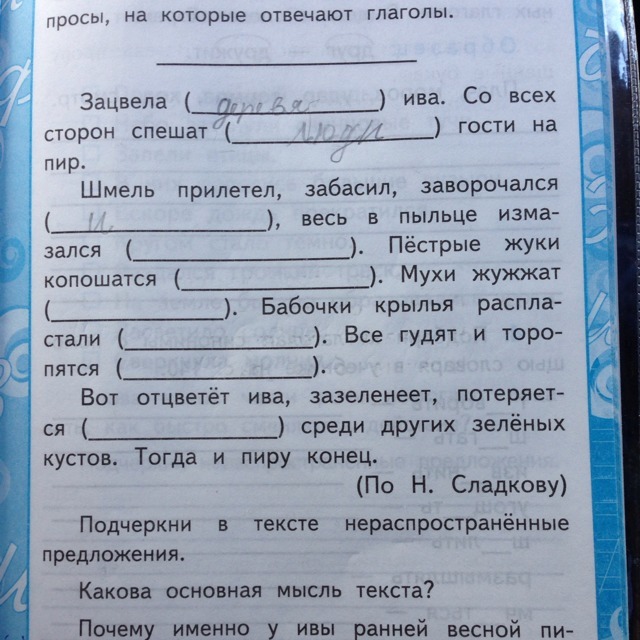 просы, на которые отвечают глаголы.
Зацвела (деревя) ива. Со всех
сторон спешат (люди) гости на
пир.
Шмель прилетел, забасил, заворочался
(и), весь в пыльце изма-
зался (). Пёстрые жуки
копошатся (). Мухи жужжат
(). Бабочки крылья распла-
стали (). Все гудят и торо-
пятся ().
Вот отцветёт ива, зазеленеет, потеряет-
ся () среди других зелёных
кустов. Тогда и пиру конец.
(По Н. Сладкову)
Подчеркни в тексте нераспространённые
предложения.
Какова основная мысль текста?
Почему именно у ивы ранней весной пи-